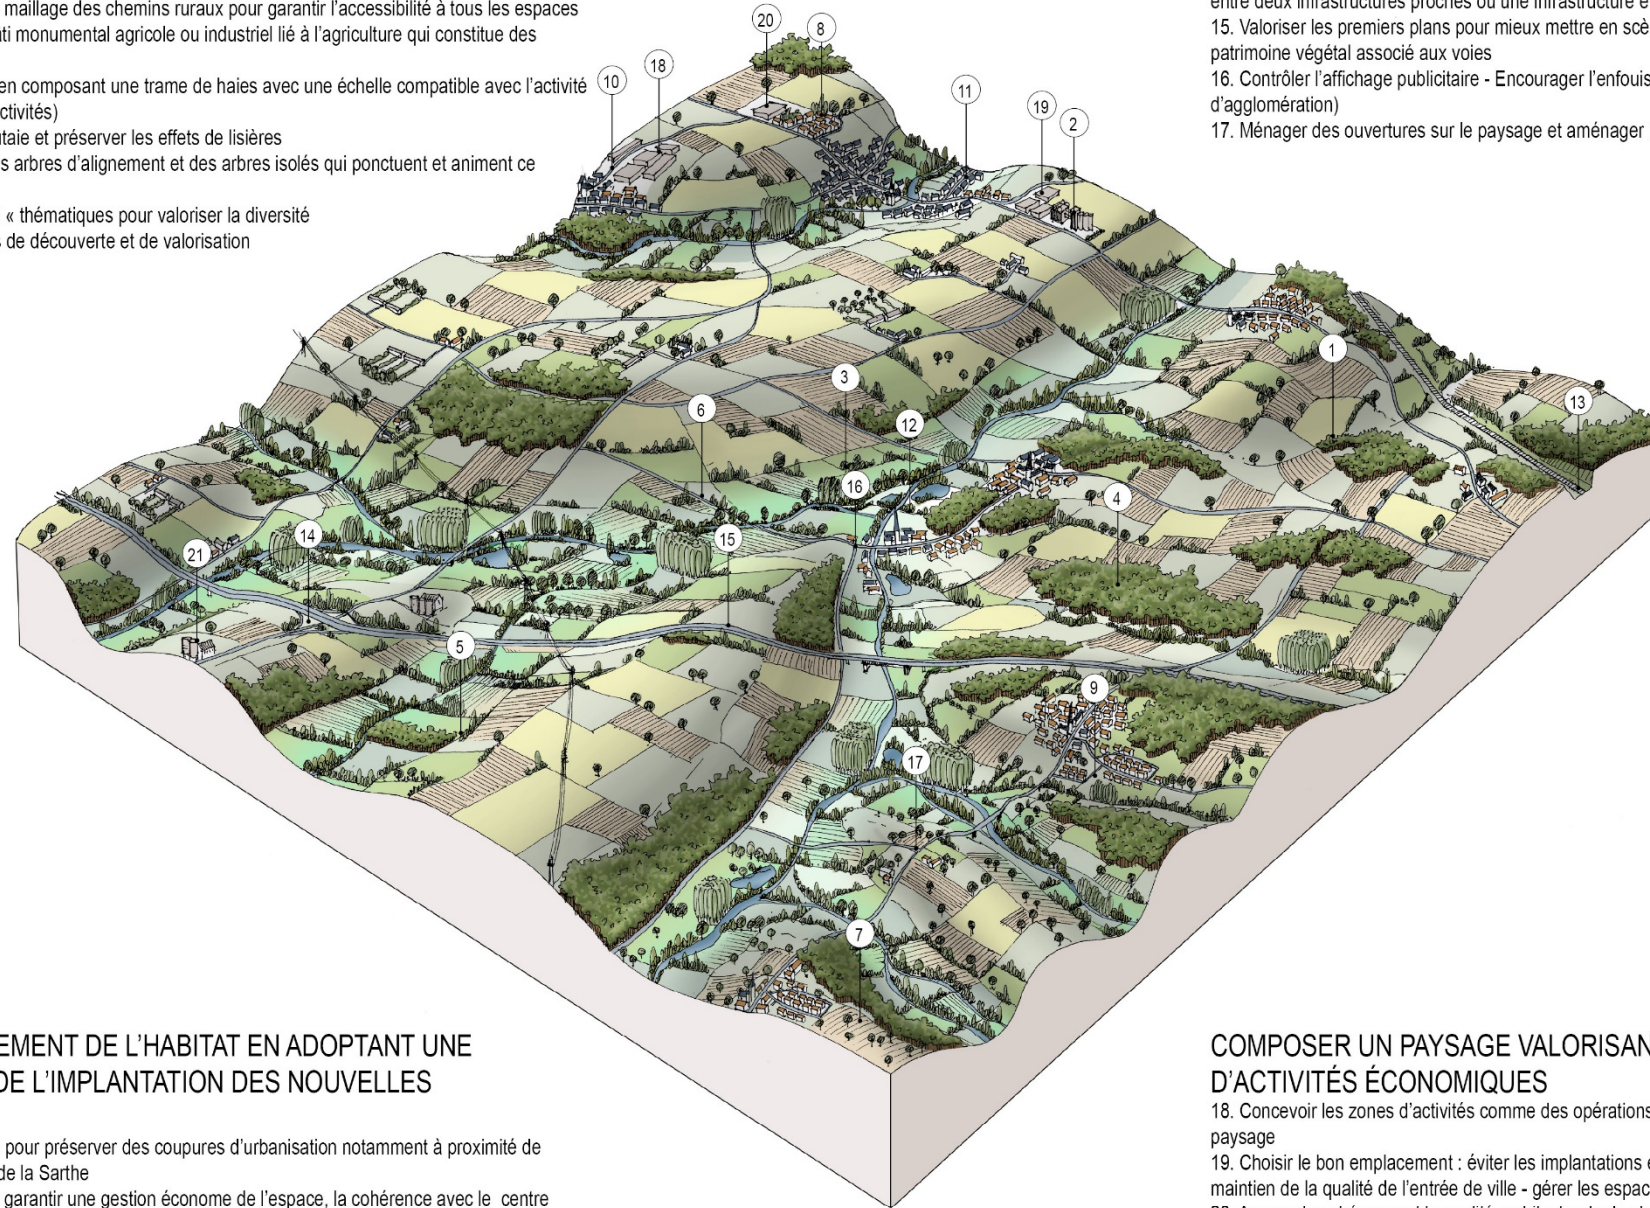 maillage des chemins ruraux pour garantir l'accessibilité à tous les espaces
ati monumental agricole ou industriel lié à l'agriculture qui constitue des
en composant une trame de haies avec une échelle compatible avec l'activité
ctivités)
utaie et préserver les effets de lisières
s arbres d'alignement et des arbres isolés qui ponctuent et animent ce
« thématiques pour valoriser la diversité
s de découverte et de valorisation
entre deux infrastructures proches ou une infrastructure e
15. Valoriser les premiers plans pour mieux mettre en scè
patrimoine végétal associé aux voies
16. Contrôler l'affichage publicitaire - Encourager l'enfouis
d'agglomération)
17. Ménager des ouvertures sur le paysage et aménager
20
8
18
10
11
19
2
1
3
13
6
12
16
4
15
14
21
5
9
17
7
EMENT DE L'HABITAT EN ADOPTANT UNE
DE L'IMPLANTATION DES NOUVELLES
pour préserver des coupures d'urbanisation notamment à proximité de
de la Sarthe
garantir une gestion économe de l'espace, la cohérence avec le centre
COMPOSER UN PAYSAGE VALORISAN
D'ACTIVITÉS ÉCONOMIQUES
18. Concevoir les zones d'activités comme des opérations
paysage
19. Choisir le bon emplacement : éviter les implantations e
maintien de la qualité de l'entrée de ville - gérer les espac